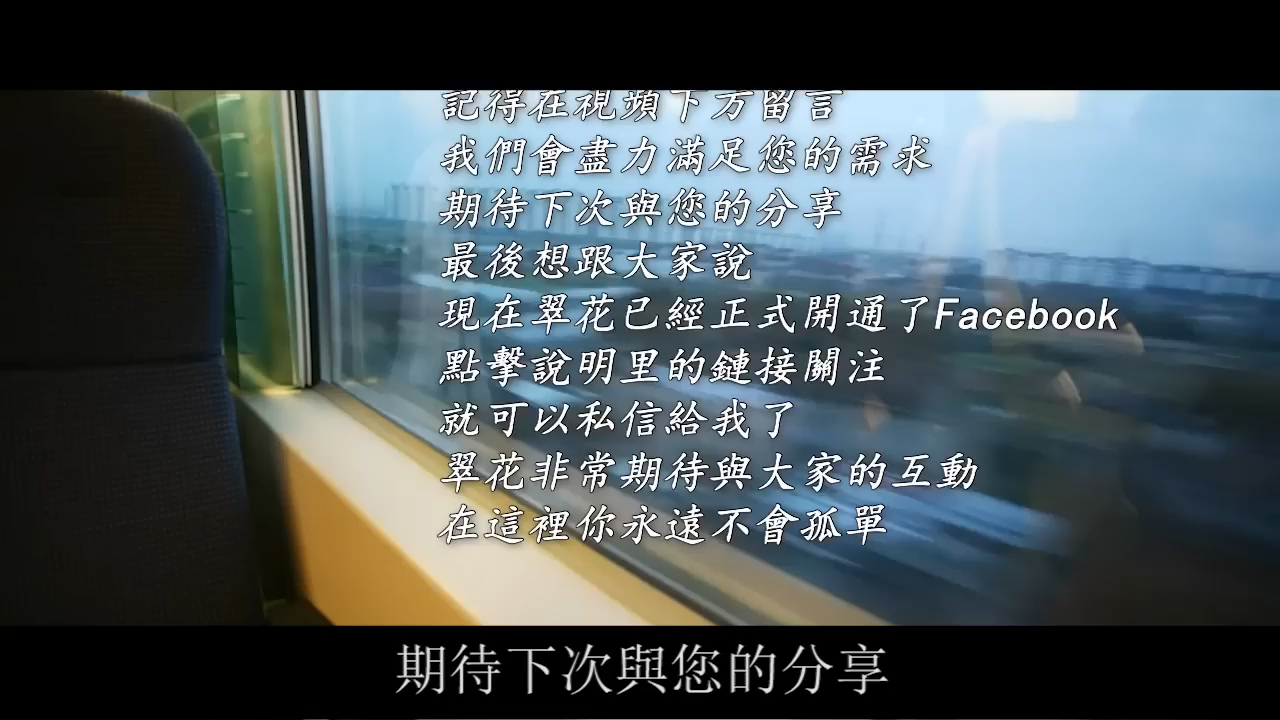 記得在視頻下方留言
我們會盡力滿足您的需求
期待下次與您的分享
最後想跟大家說
現在翠花已經正式開通了Facebook
點擊說明里的鏈接關注
就可以私信給我了
翠花非常期待與大家的互動
在這裡你永遠不會孤單
期待下次與您的分享